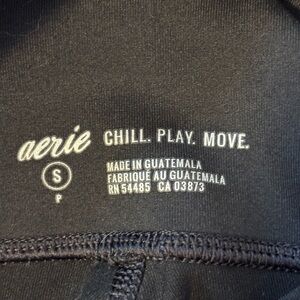 aerie CHILL. PLAY. MOVE.
S
P
MADE IN GUATEMALA
FABRIQUÉ AU GUATEMALA
RN 54485 CA 03873